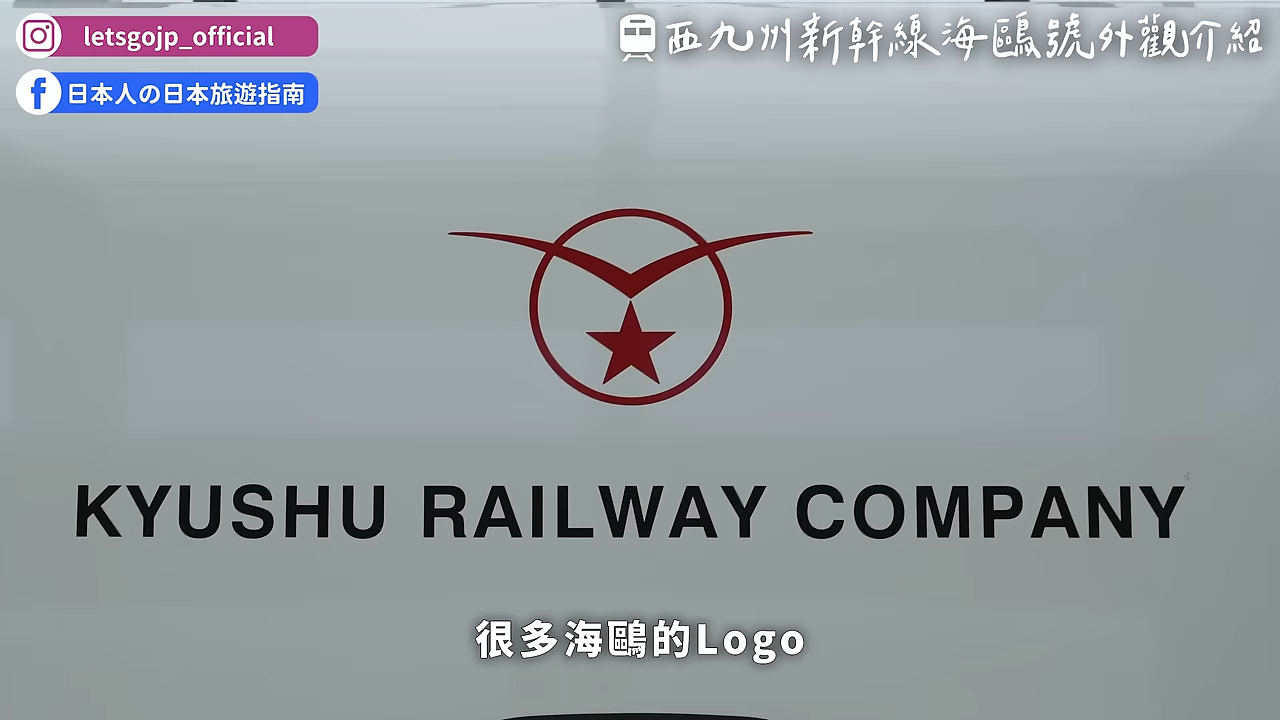 letsgojp_official
日本人の日本旅遊指南
西九州新幹線海鷗號外觀介紹
KYUSHU RAILWAY COMPANY
很多海鷗的Logo